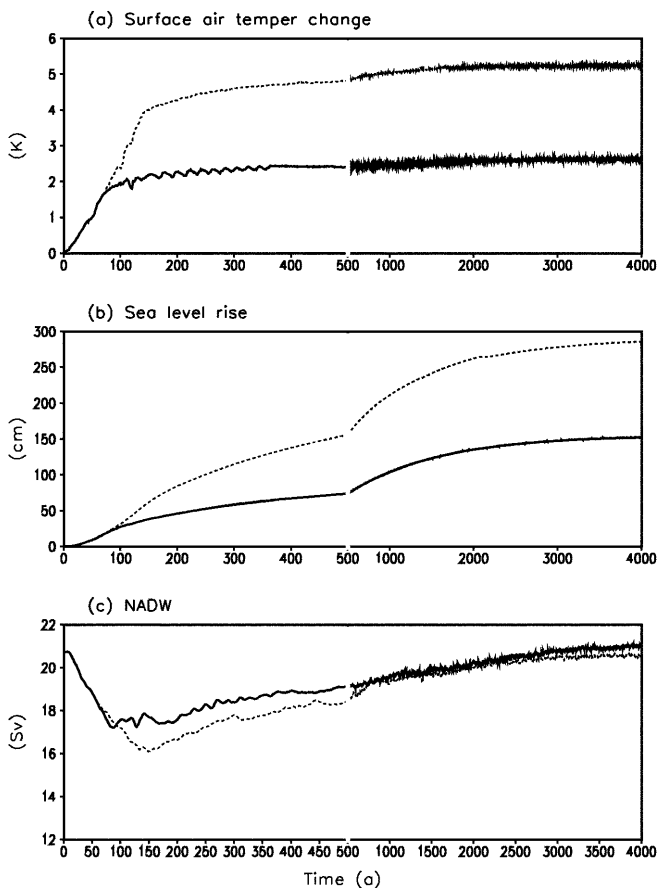 (a) Surface air temper change
6
5
4
3
2
1
0
(K)
0 100 200 300 400 500 1000 2000 3000 4000
(b) Sea level rise
300
250
200
150
100
50
0
(cm)
0 100 200 300 400 500 1000 2000 3000 4000
(c) NADW
22
20
18
16
14
12
(Sv)
0 50 100 150 200 250 300 350 400 450 500 1000 1500 2000 2500 3000 3500 4000
Time (a)